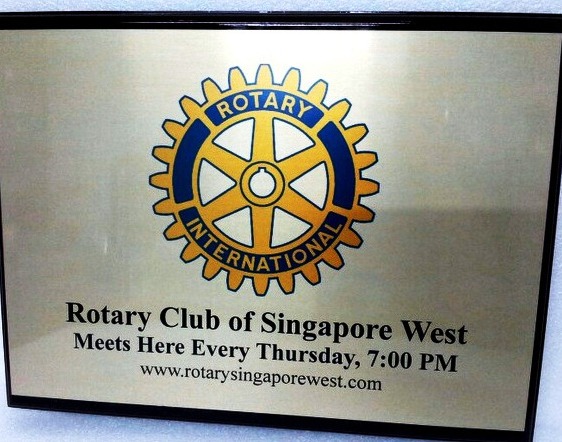 ROTARY
INTERNATIONAL
Rotary Club of Singapore West
Meets Here Every Thursday, 7:00 PM
www.rotarysingaporewest.com